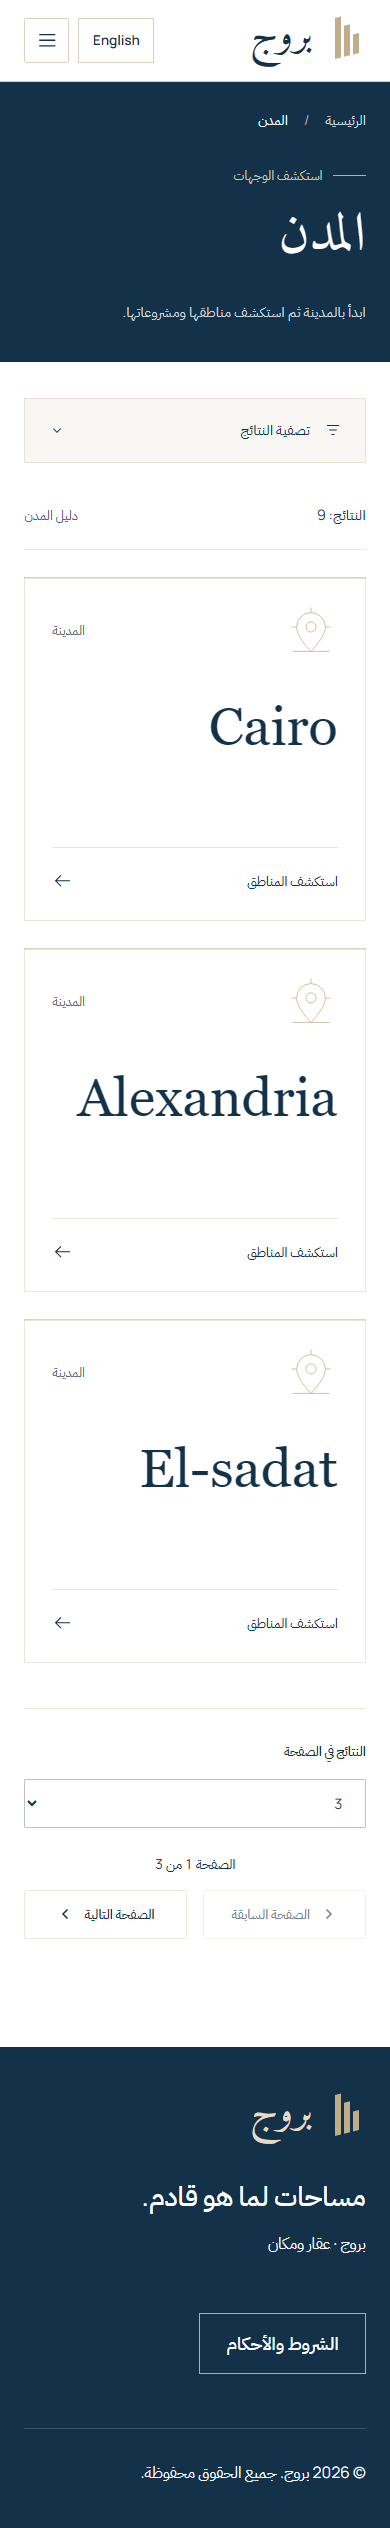 بروج
English
الرئيسية / المدن
استكشف الوجهات
المدن
ابدأ بالمدينة ثم استكشف مناطقها ومشروعاتها.
تصفية النتائج
النتائج: 9
دليل المدن
المدينة
Cairo
استكشف المناطق
المدينة
Alexandria
استكشف المناطق
المدينة
El-sadat
استكشف المناطق
النتائج في الصفحة
3
الصفحة 1 من 3
الصفحة السابقة
الصفحة التالية
بروج
مساحات لما هو قادم.
بروج · عقار ومكان
الشروط والأحكام
© 2026 بروج. جميع الحقوق محفوظة.